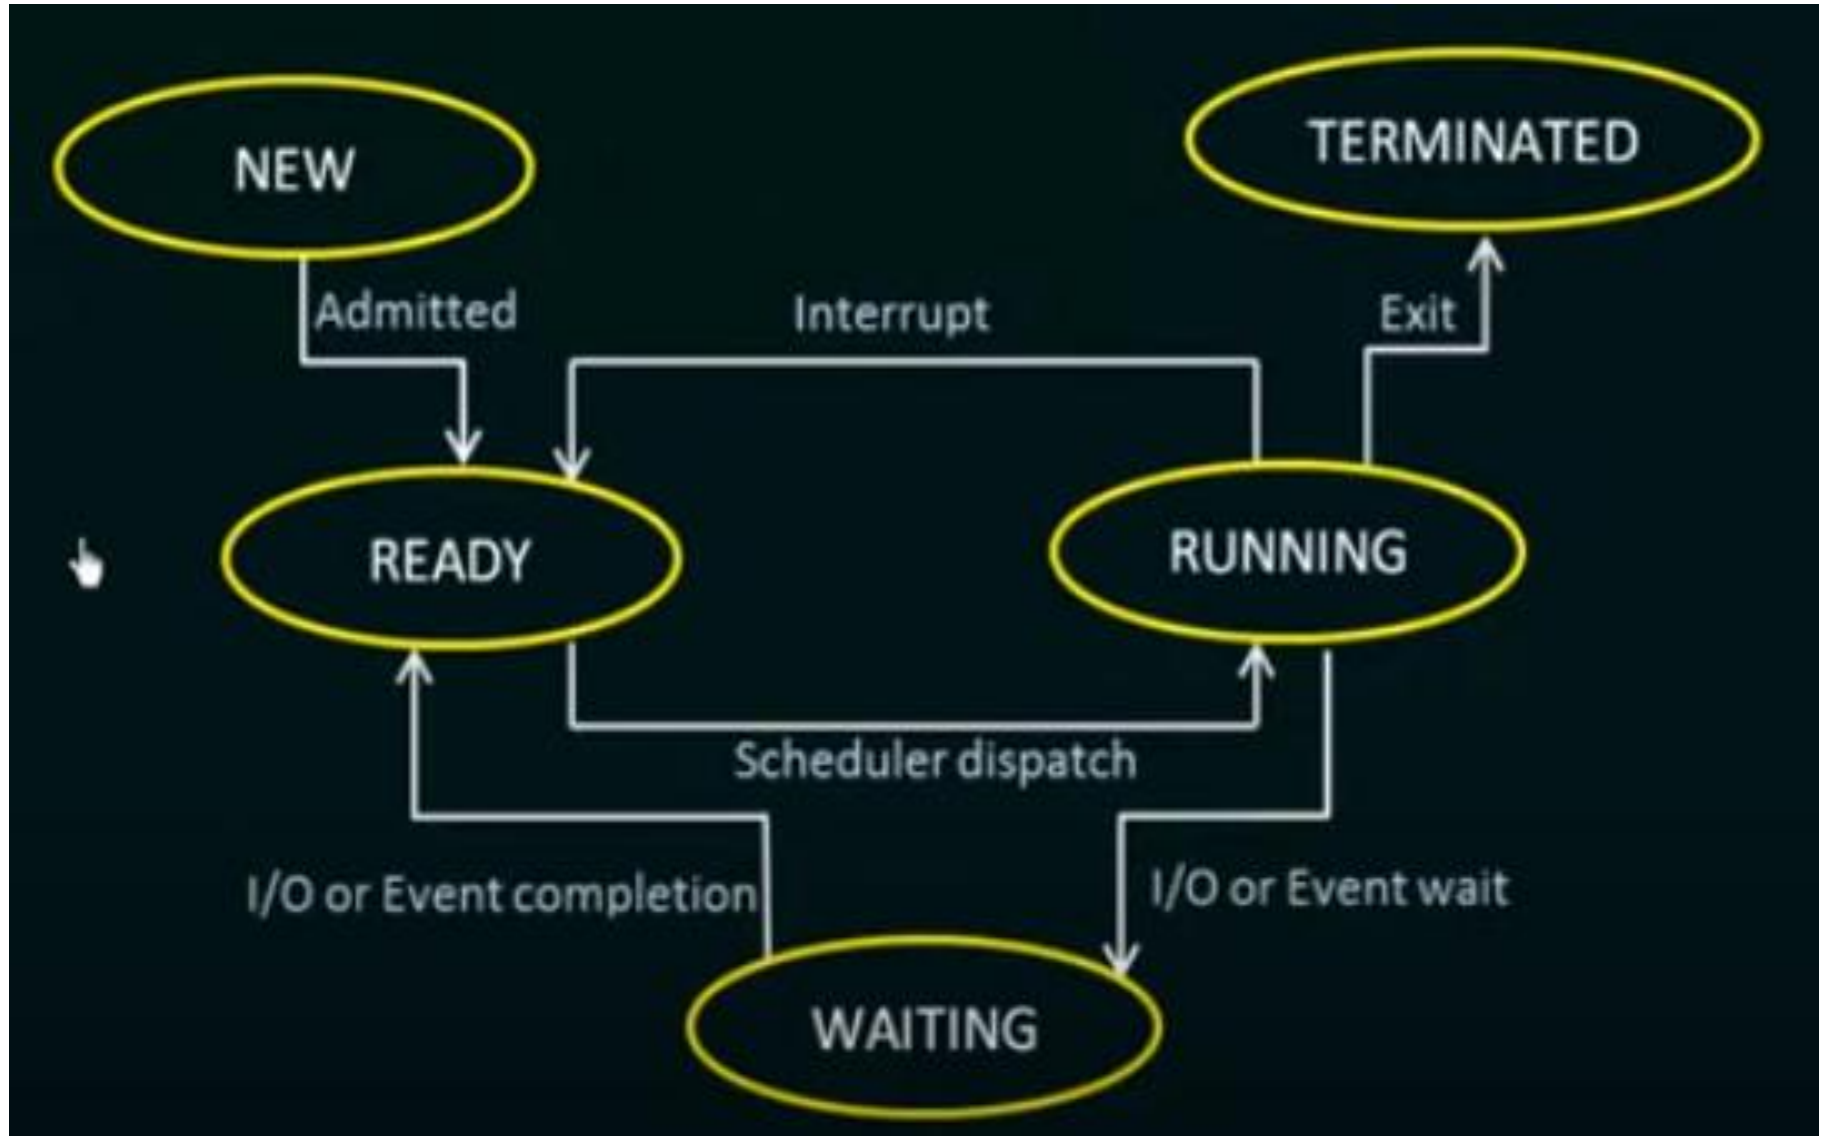 NEW
TERMINATED
Admitted
Interrupt
Exit
READY
RUNNING
Scheduler dispatch
I/O or Event completion
I/O or Event wait
WAITING